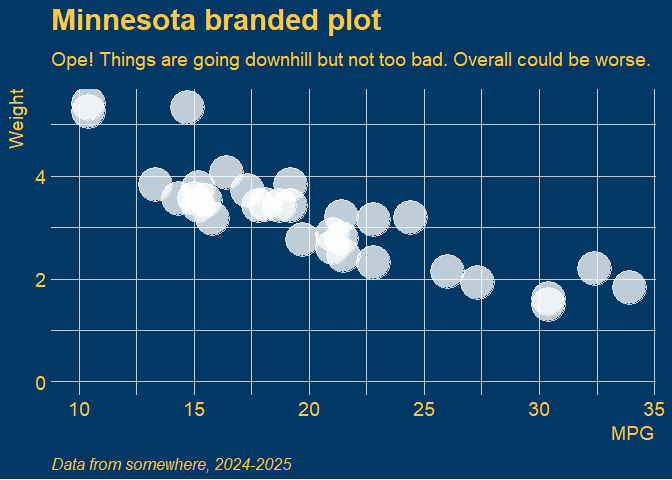 Minnesota branded plot
Ope! Things are going downhill but not too bad. Overall could be worse.
Weight
4
2
0
10 15 20 25 30 35
MPG
Data from somewhere, 2024-2025